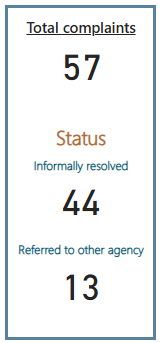 Total complaints
57
Status
Informally resolved
44
Referred to other agency
13